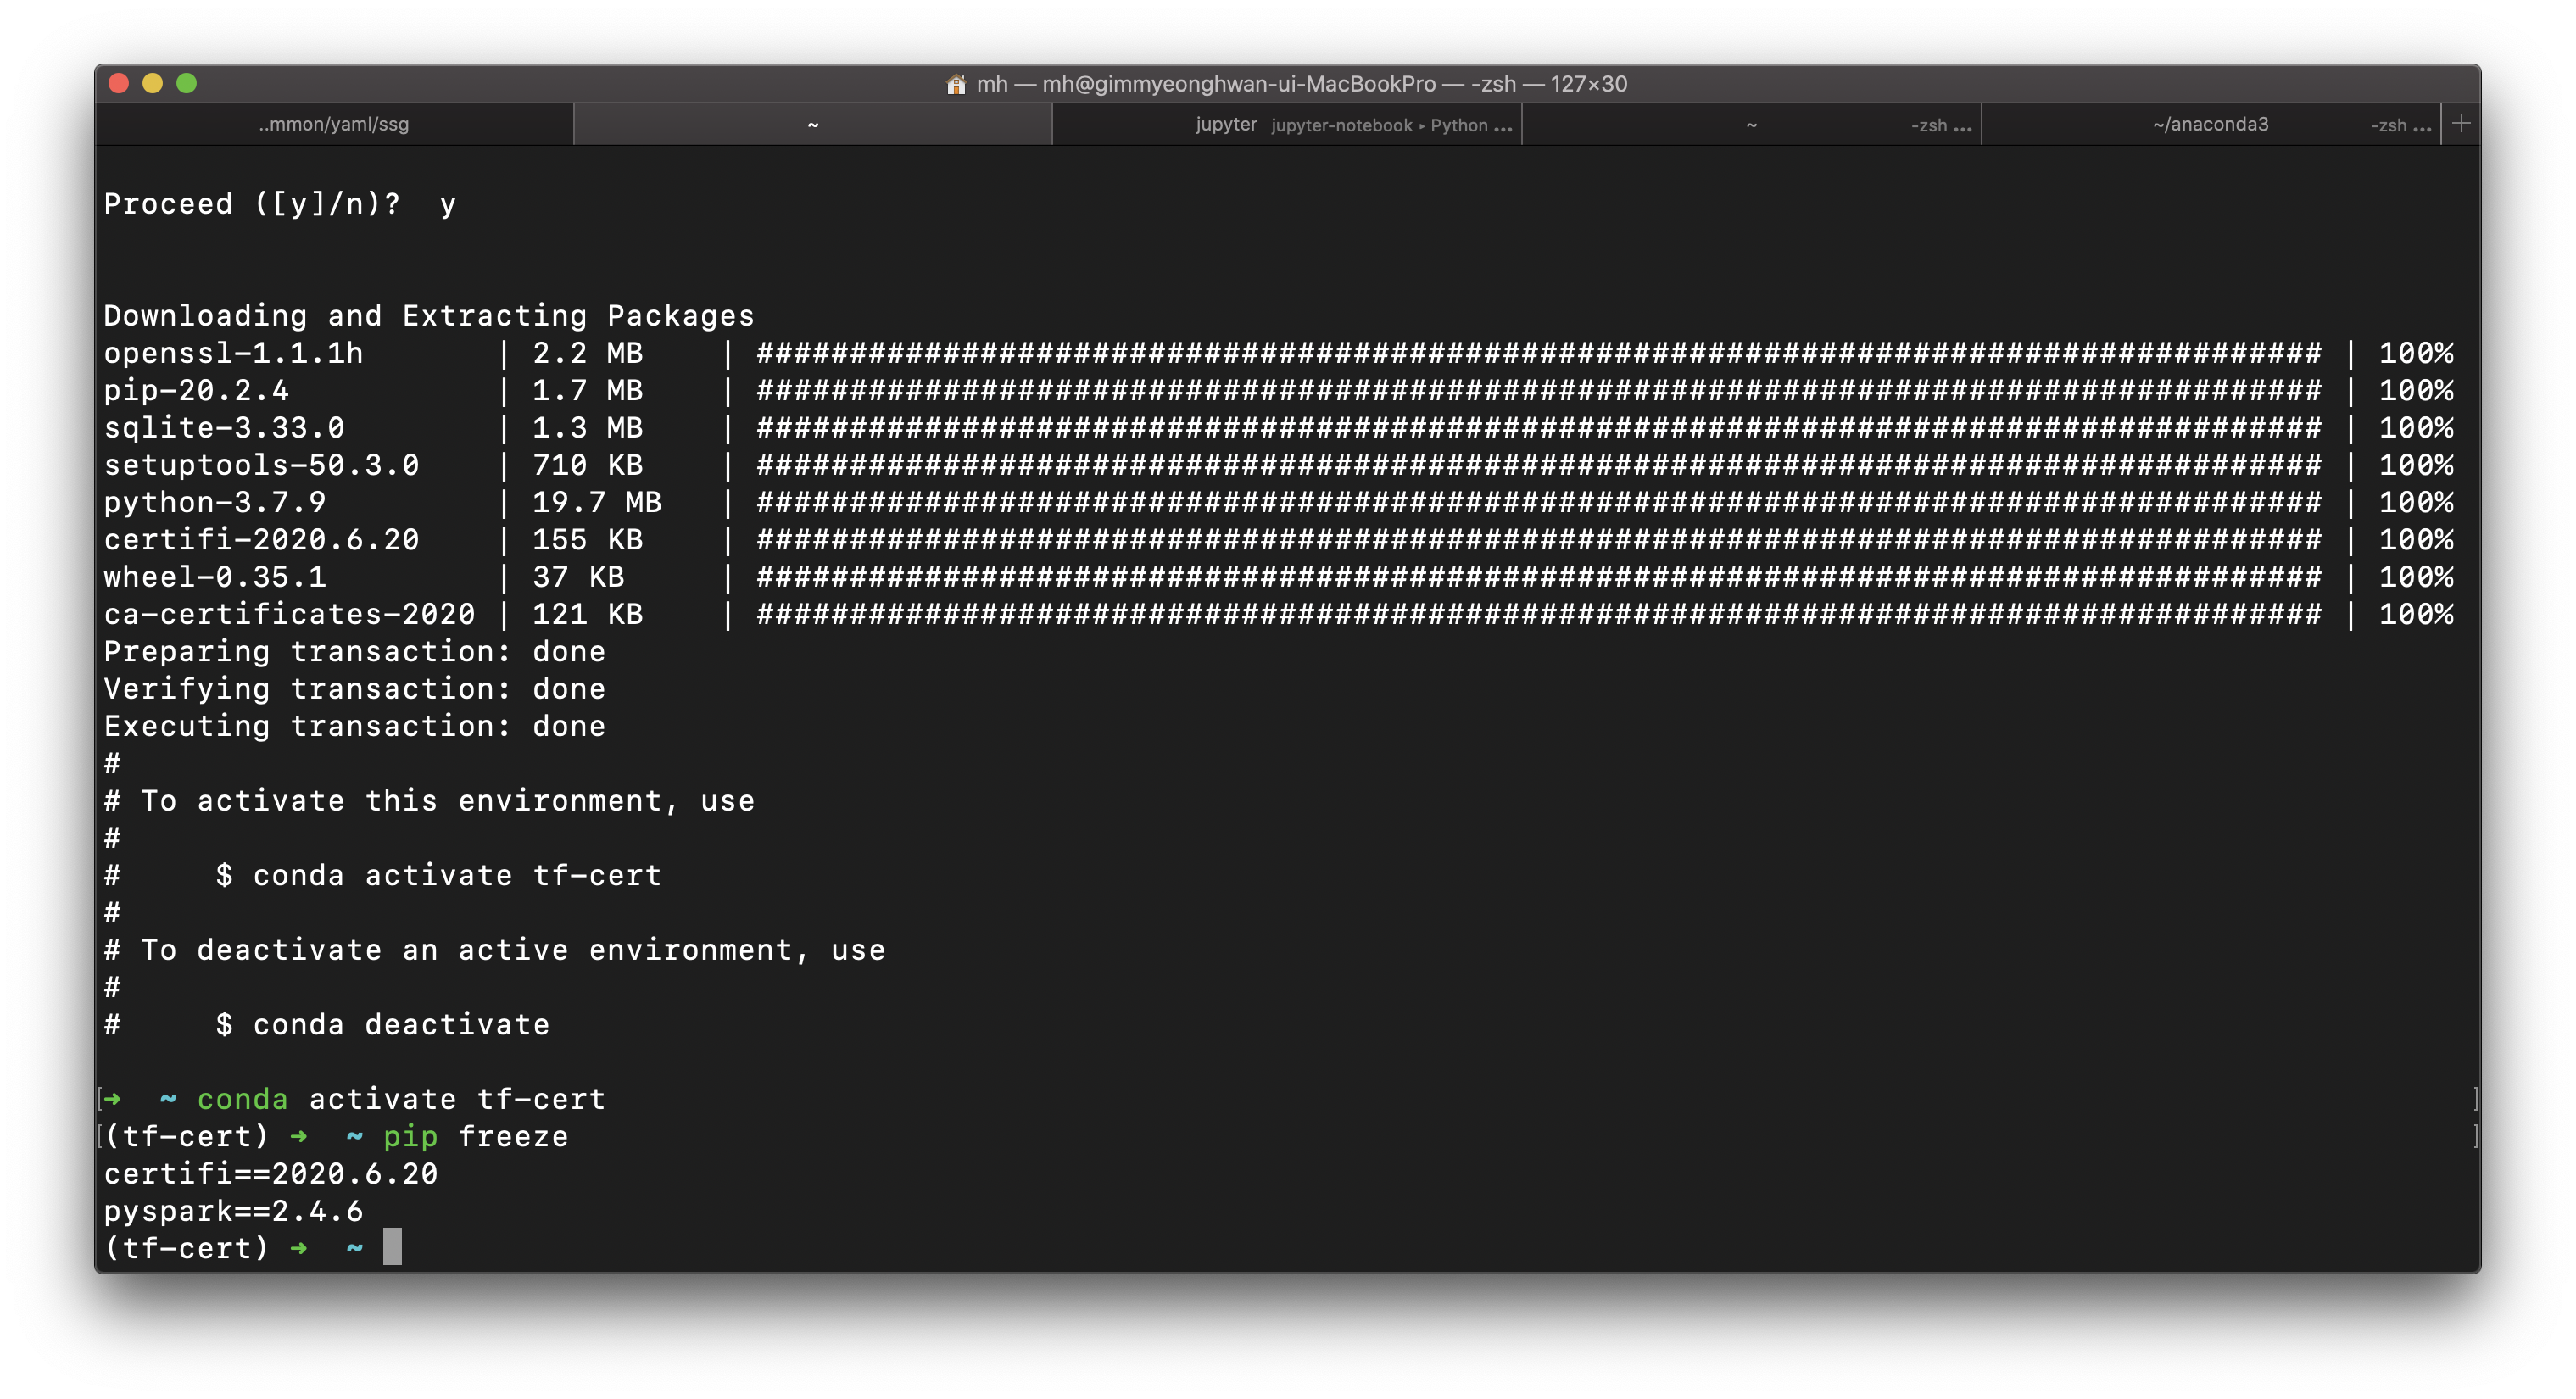 mh — mh@gimmyeonghwan-ui-MacBookPro — -zsh — 127×30
..mmon/yaml/ssg ~ jupyter jupyter-notebook ▸ Python ... ~ -zsh ... ~/anaconda3 -zsh ... +
Proceed ([y]/n)?  y
Downloading and Extracting Packages
openssl-1.1.1h       | 2.2 MB    | #################################################################################### | 100%
pip-20.2.4           | 1.7 MB    | #################################################################################### | 100%
sqlite-3.33.0        | 1.3 MB    | #################################################################################### | 100%
setuptools-50.3.0    | 710 KB    | #################################################################################### | 100%
python-3.7.9         | 19.7 MB   | #################################################################################### | 100%
certifi-2020.6.20    | 155 KB    | #################################################################################### | 100%
wheel-0.35.1         | 37 KB     | #################################################################################### | 100%
ca-certificates-2020 | 121 KB    | #################################################################################### | 100%
Preparing transaction: done
Verifying transaction: done
Executing transaction: done
#
# To activate this environment, use
#
#     $ conda activate tf-cert
#
# To deactivate an active environment, use
#
#     $ conda deactivate
[➜  ~ conda activate tf-cert ]
[(tf-cert) ➜  ~ pip freeze ]
certifi==2020.6.20
pyspark==2.4.6
(tf-cert) ➜  ~